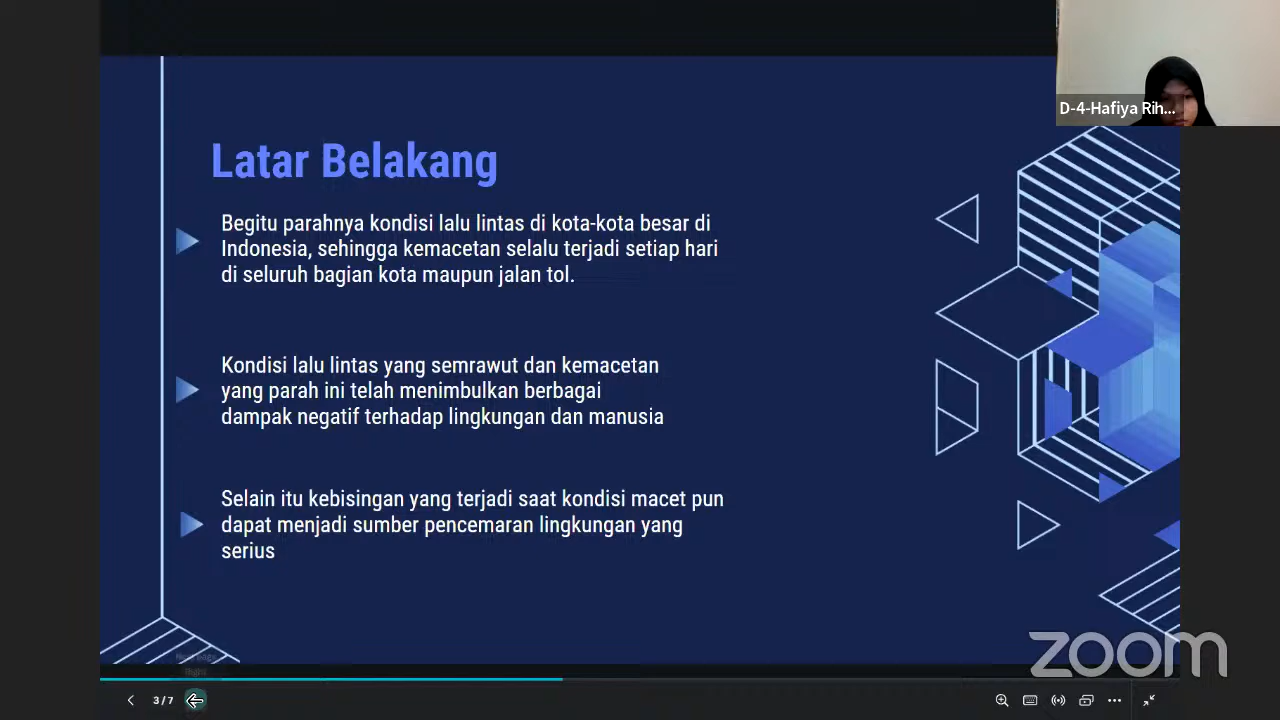 D-4-Hafiya Rih...
Latar Belakang
Begitu parahnya kondisi lalu lintas di kota-kota besar di
Indonesia, sehingga kemacetan selalu terjadi setiap hari
di seluruh bagian kota maupun jalan tol.
Kondisi lalu lintas yang semrawut dan kemacetan
yang parah ini telah menimbulkan berbagai
dampak negatif terhadap lingkungan dan manusia
Selain itu kebisingan yang terjadi saat kondisi macet pun
dapat menjadi sumber pencemaran lingkungan yang
serius
zoom
3/7